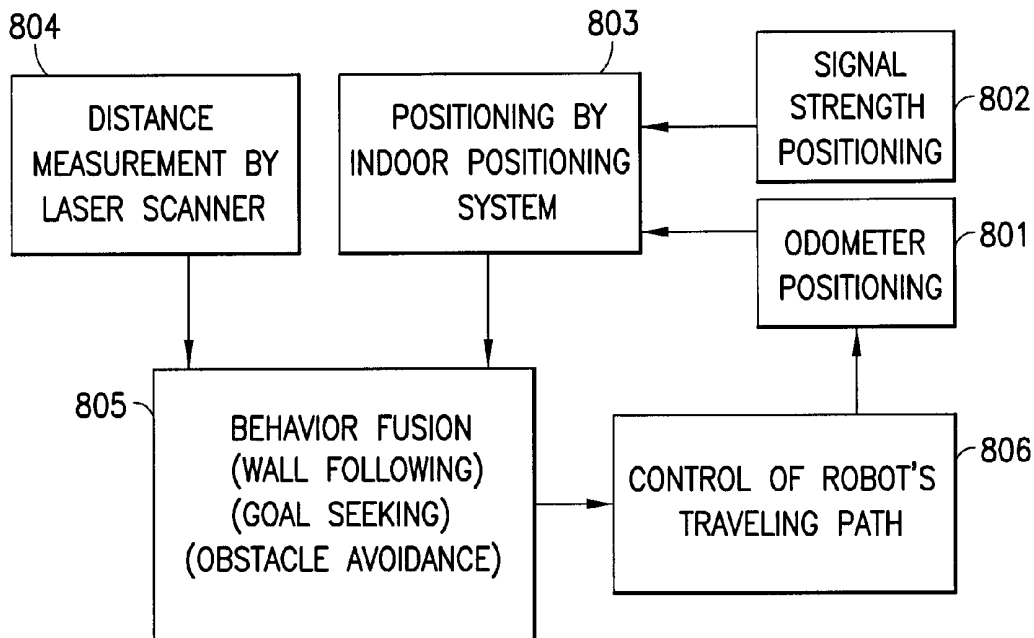 804
DISTANCE
MEASUREMENT BY
LASER SCANNER
803
POSITIONING BY
INDOOR POSITIONING
SYSTEM
SIGNAL
STRENGTH
POSITIONING
802
ODOMETER
POSITIONING
801
805
BEHAVIOR FUSION
(WALL FOLLOWING)
(GOAL SEEKING)
(OBSTACLE AVOIDANCE)
CONTROL OF ROBOT'S
TRAVELING PATH
806